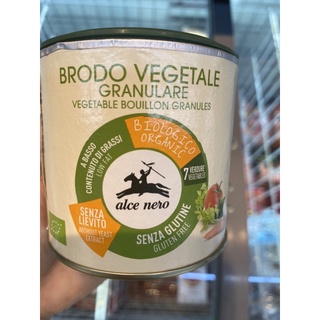 BRODO VEGETALE
GRANULARE
VEGETABLE BOUILLON GRANULES
A BASSO
CONTENUTO DI GRASSI
LOW FAT
BIOLOGICO
ORGANIC
7 VERDURE
VEGETABLES
alce nero
SENZA
LIEVITO
WITHOUT YEAST
EXTRACT
SENZA GLUTINE
GLUTEN FREE